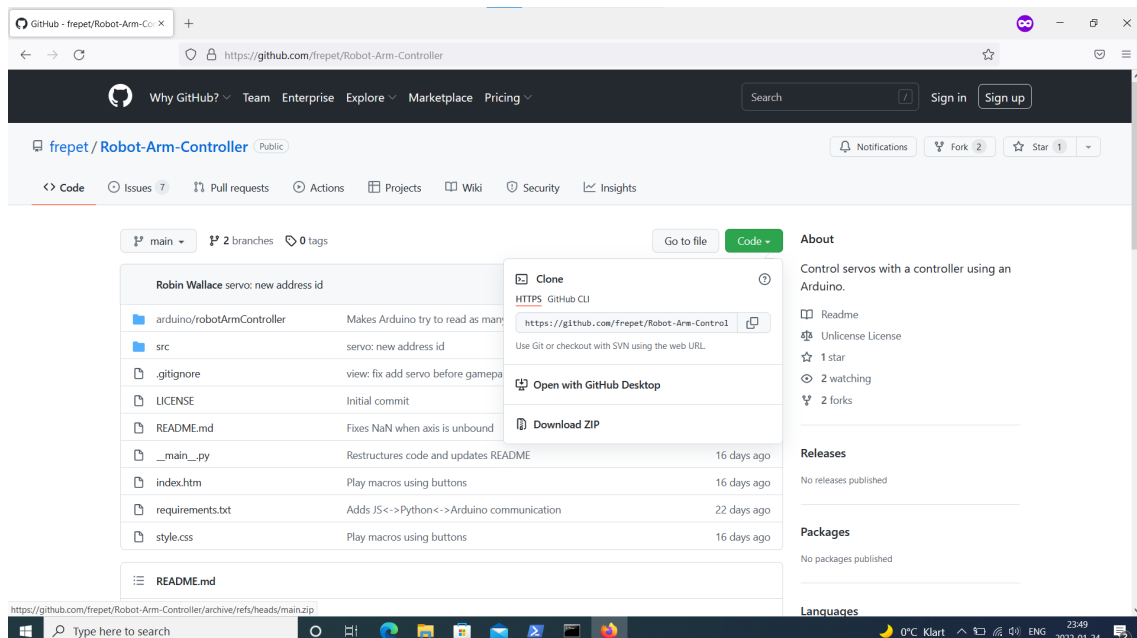 GitHub - frepet/Robot-Arm-Co
https://github.com/frepet/Robot-Arm-Controller
Why GitHub? Team Enterprise Explore Marketplace Pricing Search / Sign in Sign up
frepet / Robot-Arm-Controller Public Notifications Fork 2 Star 1
Code Issues 7 Pull requests Actions Projects Wiki Security Insights
main 2 branches 0 tags Go to file Code
Robin Wallace servo: new address id
arduino/robotArmController Makes Arduino try to read as many
src servo: new address id
.gitignore view: fix add servo before gamepa
LICENSE Initial commit
README.md Fixes NaN when axis is unbound
__main__.py Restructures code and updates README 16 days ago
index.htm Play macros using buttons 16 days ago
requirements.txt Adds JS<->Python<->Arduino communication 22 days ago
style.css Play macros using buttons 16 days ago
Clone
HTTPS GitHub CLI
https://github.com/frepet/Robot-Arm-Control
Use Git or checkout with SVN using the web URL.
Open with GitHub Desktop
Download ZIP
README.md
About
Control servos with a controller using an
Arduino.
Readme
Unlicense License
1 star
2 watching
2 forks
Releases
No releases published
Packages
No packages published
Languages
https://github.com/frepet/Robot-Arm-Controller/archive/refs/heads/main.zip
Type here to search 0°C Klart ENG 23:49
2022-01-24